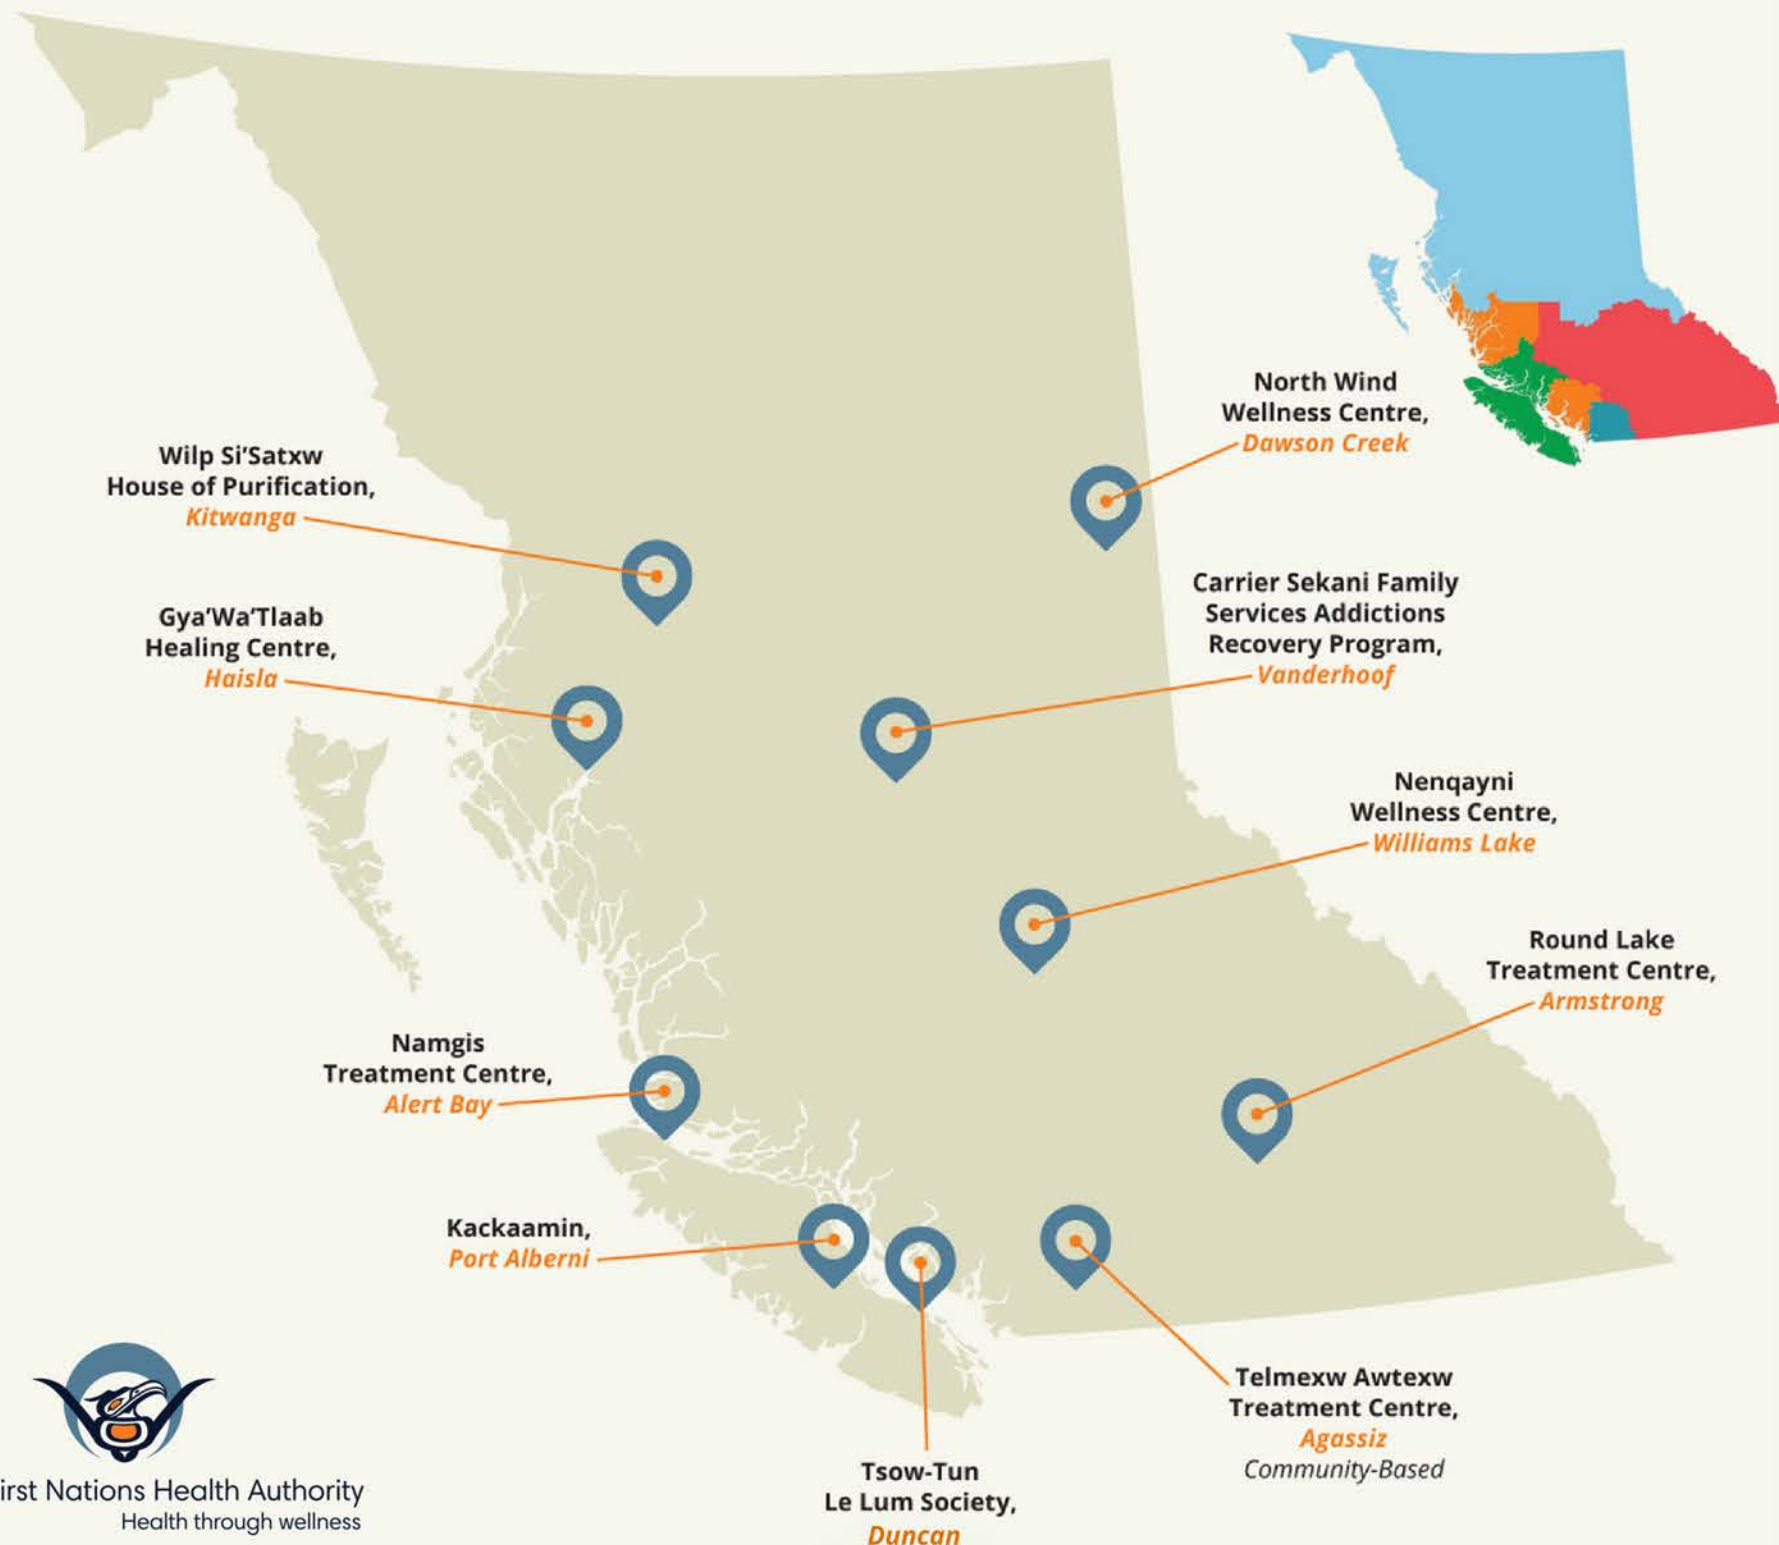 North Wind
Wellness Centre,
Dawson Creek
Wilp Si'Satxw
House of Purification,
Kitwanga
Carrier Sekani Family
Services Addictions
Recovery Program,
Vanderhoof
Gya'Wa'Tlaab
Healing Centre,
Haisla
Nenqayni
Wellness Centre,
Williams Lake
Round Lake
Treatment Centre,
Armstrong
Namgis
Treatment Centre,
Alert Bay
Kackaamin,
Port Alberni
Telmexw Awtexw
Treatment Centre,
Agassiz
Community-Based
Tsow-Tun
Le Lum Society,
Duncan
irst Nations Health Authority
Health through wellness